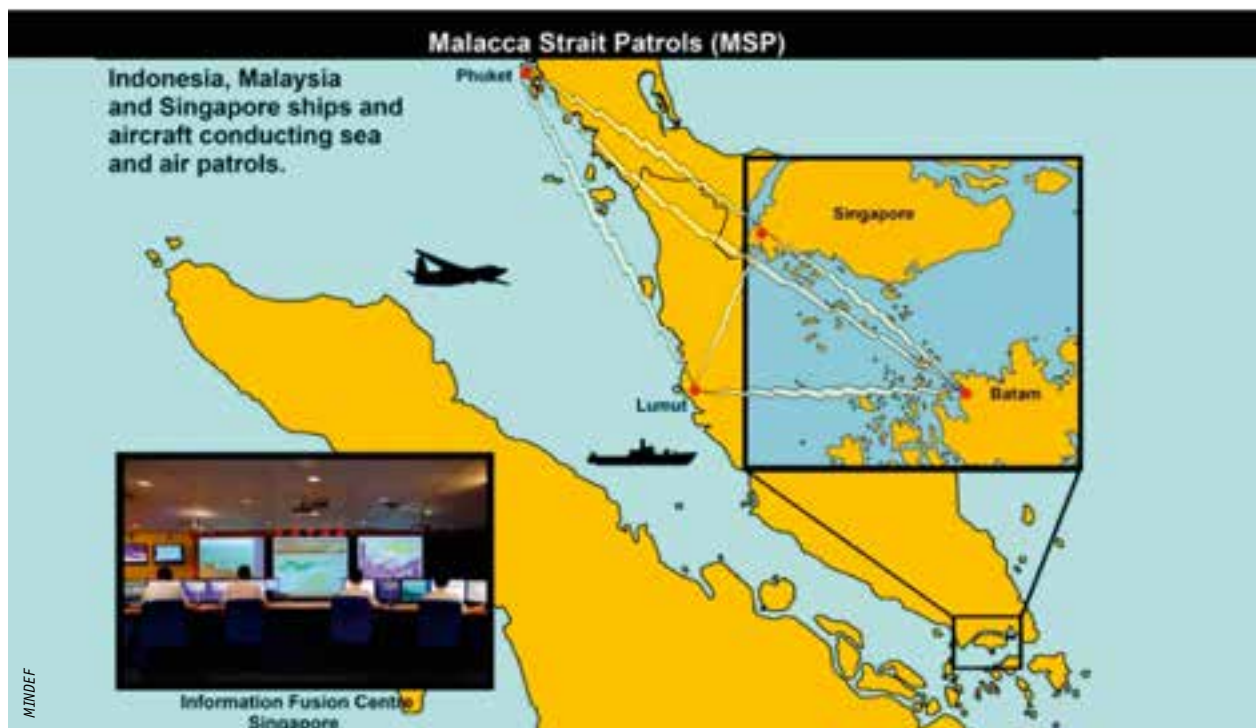 Malacca Strait Patrols (MSP)
Indonesia, Malaysia
and Singapore ships and
aircraft conducting sea
and air patrols.
Phuket
Singapore
Batam
Lumut
Information Fusion Centre
Singapore
MINDEF